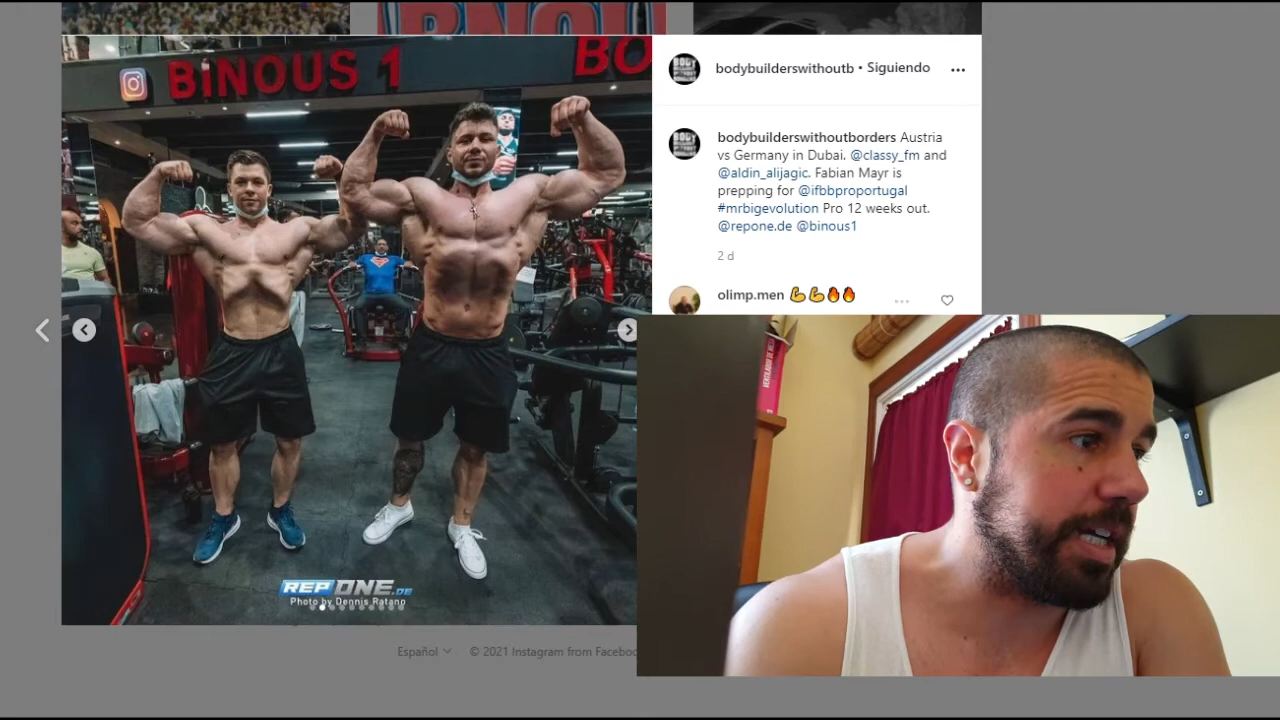 BINOUS
BINOUS 1
BO
bodybuilderswithoutb • Siguiendo
bodybuilderswithoutborders Austria
vs Germany in Dubai. @classy_fm and
@aldin_alijagic. Fabian Mayr is
prepping for @ifbbproportugal
#mrbigevolution Pro 12 weeks out.
@repone.de @binous1
2 d
olimp.men 💪💪🔥🔥
REPONE.DE
Photo by Dennis Ratano
Español
© 2021 Instagram from Faceboo